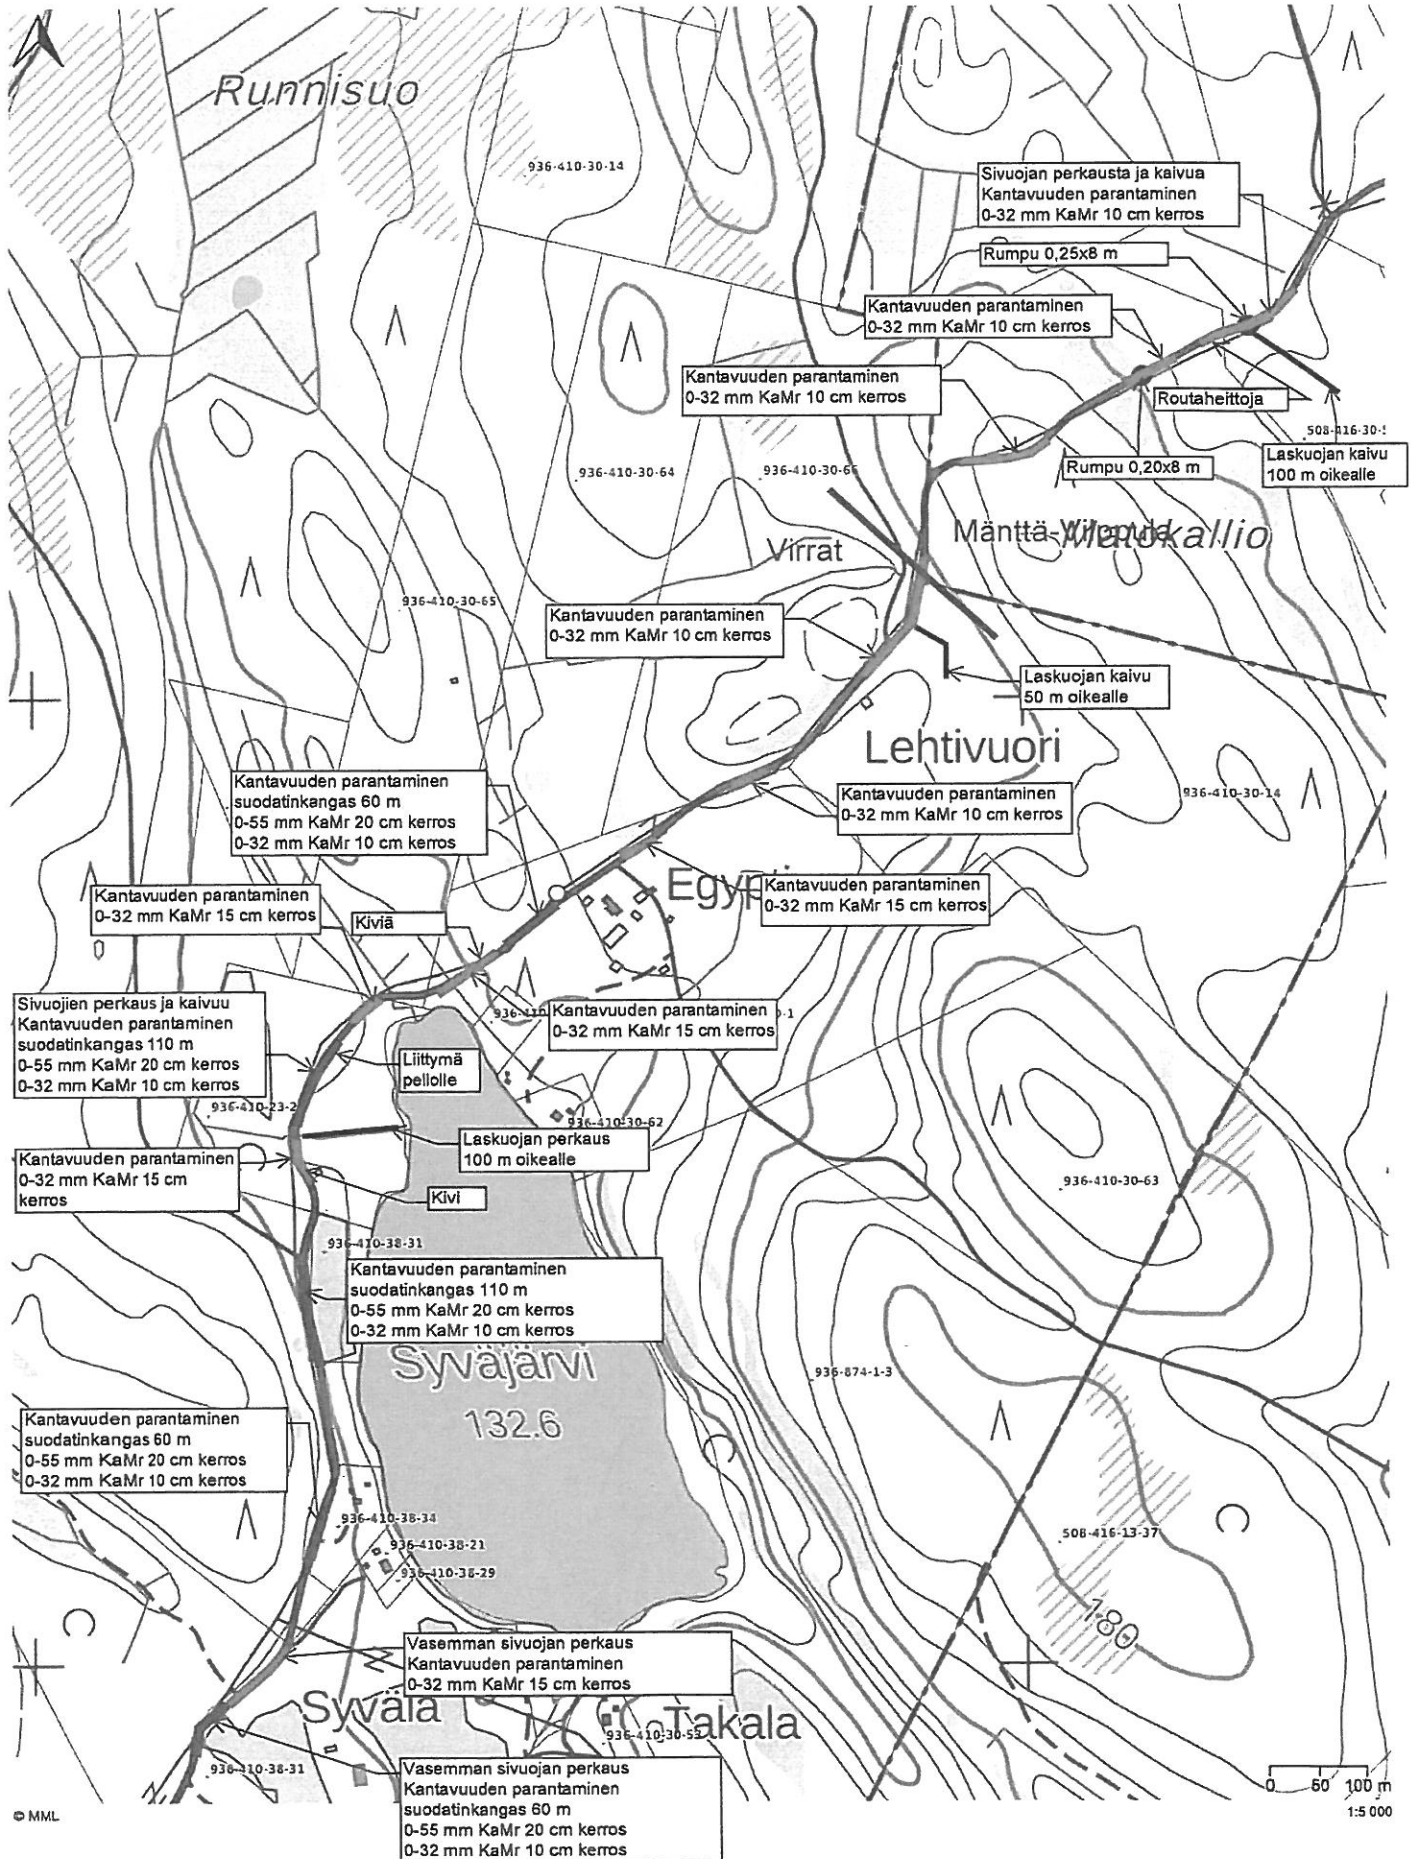 Runnisuo
936-410-30-14
Sivuojan perkausta ja kaivua
Kantavuuden parantaminen
0-32 mm KaMr 10 cm kerros
Rumpu 0,25x8 m
Kantavuuden parantaminen
0-32 mm KaMr 10 cm kerros
Kantavuuden parantaminen
0-32 mm KaMr 10 cm kerros
Routaheittoja
508-416-30-
Laskuojan kaivu
100 m oikealle
Rumpu 0,20x8 m
936-410-30-64
936-410-30-66
Virrat
Mänttä-Vilppula
Matokallio
936-410-30-65
Kantavuuden parantaminen
0-32 mm KaMr 10 cm kerros
Laskuojan kaivu
50 m oikealle
Lehtivuori
Kantavuuden parantaminen
suodatinkangas 60 m
0-55 mm KaMr 20 cm kerros
0-32 mm KaMr 10 cm kerros
Kantavuuden parantaminen
0-32 mm KaMr 10 cm kerros
936-410-30-14
Kantavuuden parantaminen
0-32 mm KaMr 15 cm kerros
Kiviä
Egypti
Kantavuuden parantaminen
0-32 mm KaMr 15 cm kerros
Sivuojien perkaus ja kaivuu
Kantavuuden parantaminen
suodatinkangas 110 m
0-55 mm KaMr 20 cm kerros
0-32 mm KaMr 10 cm kerros
Kantavuuden parantaminen
0-32 mm KaMr 15 cm kerros
Liittymä
pellolle
936-410-23-2
936-410-30-62
Laskuojan perkaus
100 m oikealle
Kantavuuden parantaminen
0-32 mm KaMr 15 cm
kerros
Kivi
936-410-30-63
936-410-38-31
Kantavuuden parantaminen
suodatinkangas 110 m
0-55 mm KaMr 20 cm kerros
0-32 mm KaMr 10 cm kerros
Syväjärvi
132.6
936-874-1-3
Kantavuuden parantaminen
suodatinkangas 60 m
0-55 mm KaMr 20 cm kerros
0-32 mm KaMr 10 cm kerros
936-410-38-34
936-410-38-21
936-410-38-29
508-416-13-37
180
Vasemman sivuojan perkaus
Kantavuuden parantaminen
0-32 mm KaMr 15 cm kerros
Syvälä
Takala
936-410-30-53
936-410-38-31
Vasemman sivuojan perkaus
Kantavuuden parantaminen
suodatinkangas 60 m
0-55 mm KaMr 20 cm kerros
0-32 mm KaMr 10 cm kerros
0 50 100 m
1:5 000
© MML